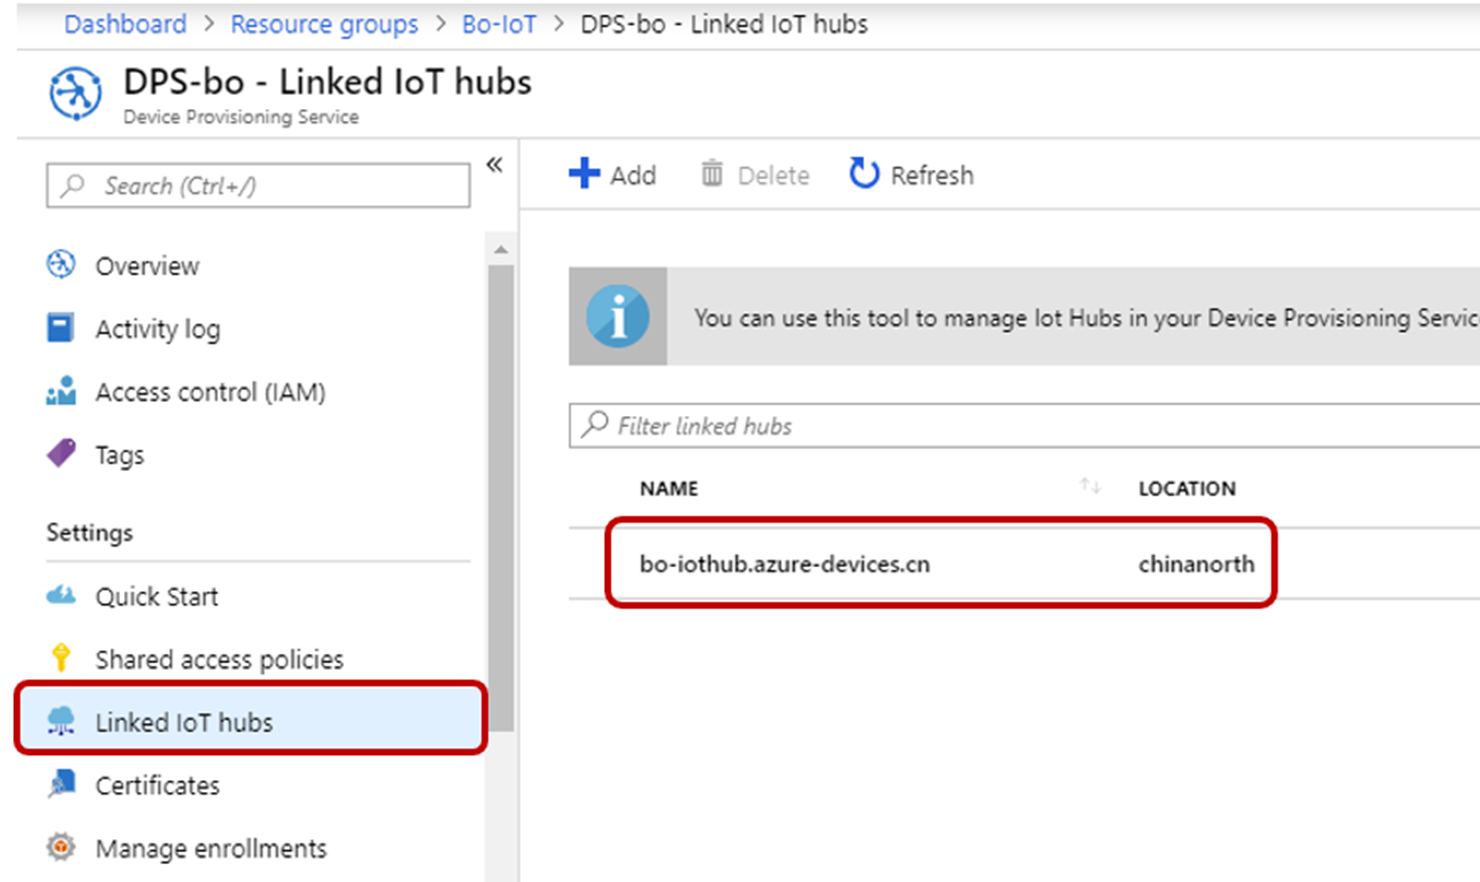 Dashboard > Resource groups > Bo-IoT > DPS-bo - Linked IoT hubs
DPS-bo - Linked IoT hubs
Device Provisioning Service
Search (Ctrl+/)
«
Overview
Activity log
Access control (IAM)
Tags
Settings
Quick Start
Shared access policies
Linked IoT hubs
Certificates
Manage enrollments
Add Delete Refresh
You can use this tool to manage Iot Hubs in your Device Provisioning Servic
Filter linked hubs
NAME LOCATION
bo-iothub.azure-devices.cn chinanorth